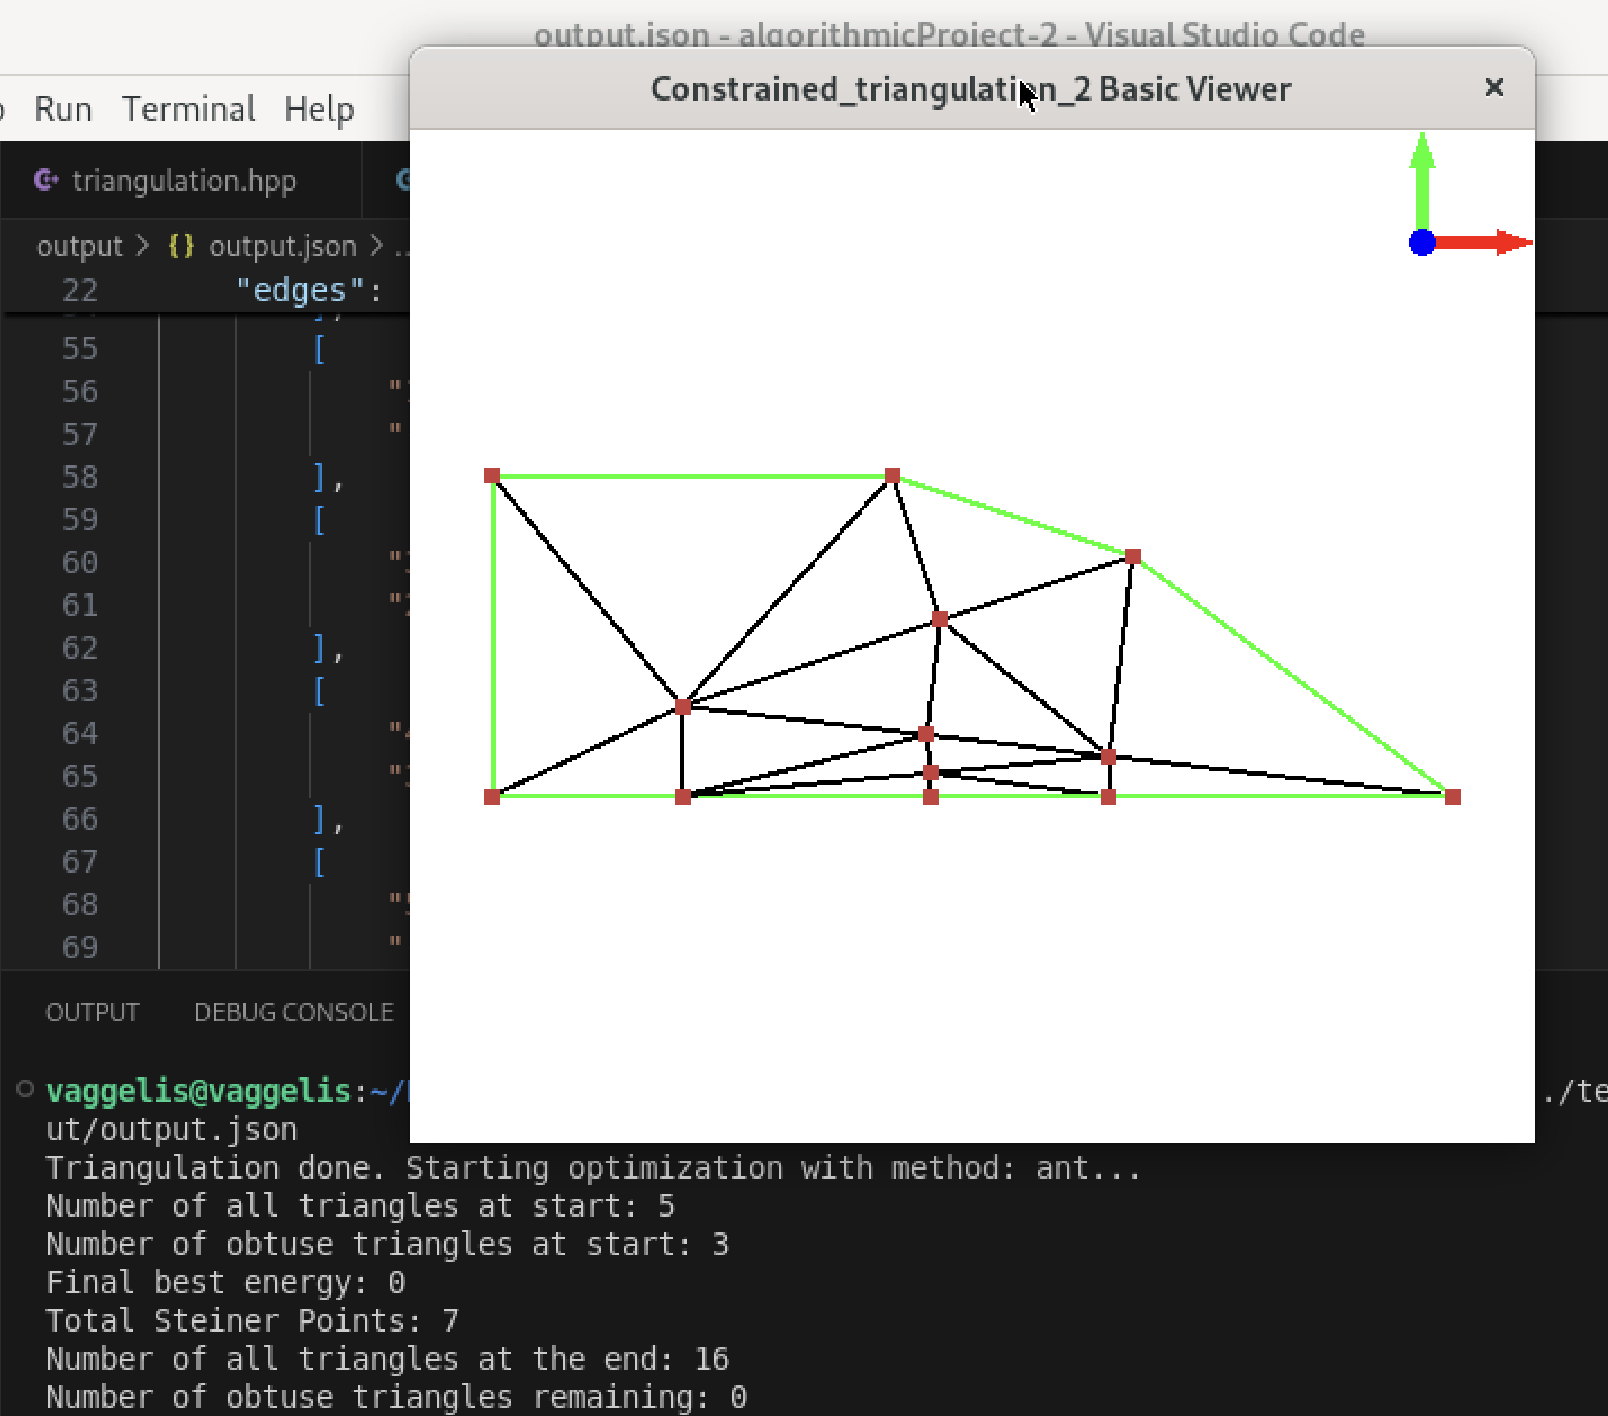 output.json - algorithmicProject-2 - Visual Studio Code
Constrained_triangulation_2 Basic Viewer ×
Run Terminal Help
triangulation.hpp
output > {} output.json > ..
22 "edges":
55 [
56 "
57 "
58 ],
59 [
60 "
61 "
62 ],
63 [
64 "
65 "
66 ],
67 [
68 "
69 "
OUTPUT DEBUG CONSOLE
vaggelis@vaggelis:~/ ./te
ut/output.json
Triangulation done. Starting optimization with method: ant...
Number of all triangles at start: 5
Number of obtuse triangles at start: 3
Final best energy: 0
Total Steiner Points: 7
Number of all triangles at the end: 16
Number of obtuse triangles remaining: 0